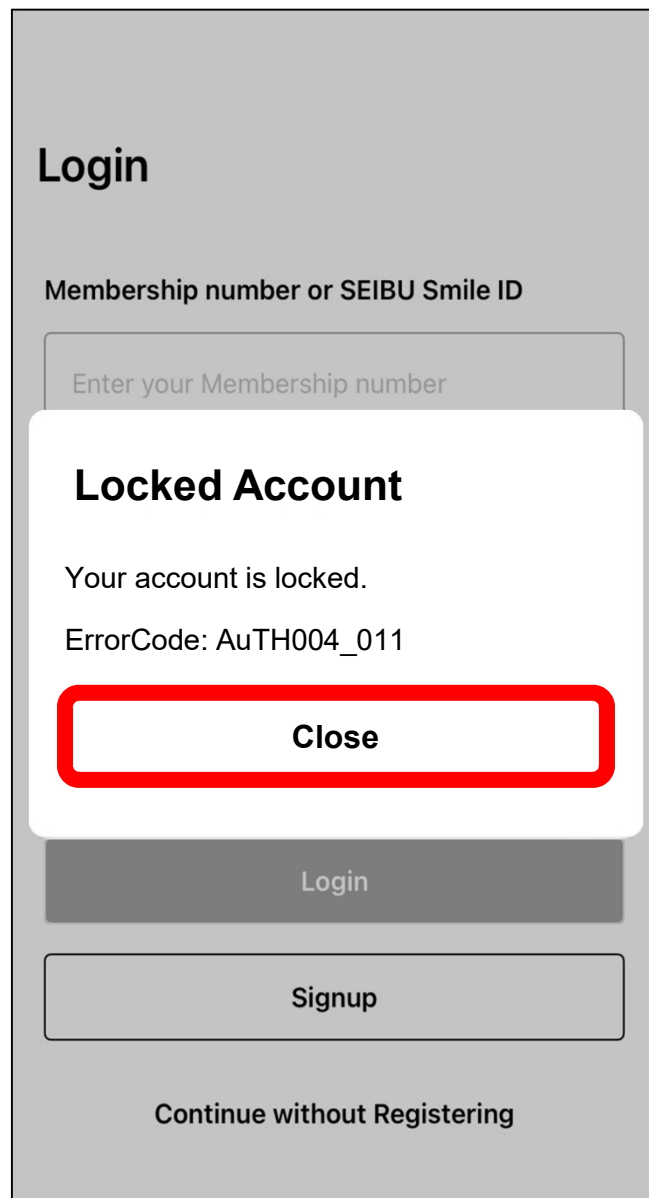 Login
Membership number or SEIBU Smile ID
Enter your Membership number
Locked Account
Your account is locked.
ErrorCode: AuTH004_011
Close
Login
Signup
Continue without Registering